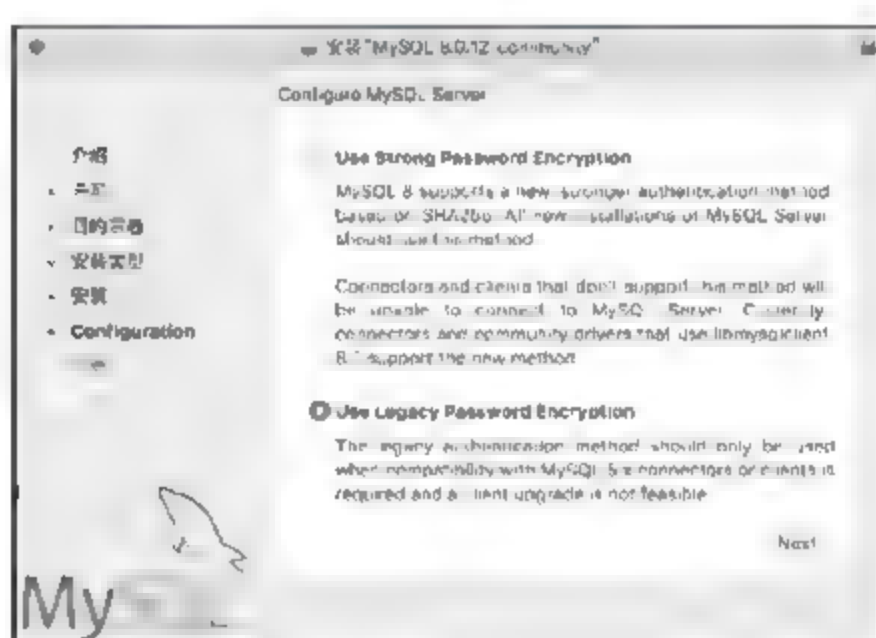 安装"MySQL 8.0.12-community"
Configure MySQL Server
介绍
目的宗卷
安装类型
安装
Configuration
Use Strong Password Encryption
MySQL 8 supports a new stronger authentication method
based on SHA256. All new installations of MySQL Server
should use this method.
Connectors and clients that don't support this method will
be unable to connect to MySQL Server. Currently,
connectors and community drivers that use libmysqlclient
support the new method.
Use Legacy Password Encryption
The legacy authentication method should only be used
when compatibility with MySQL 5.x connectors or clients is
required and a client upgrade is not feasible.
Next
My